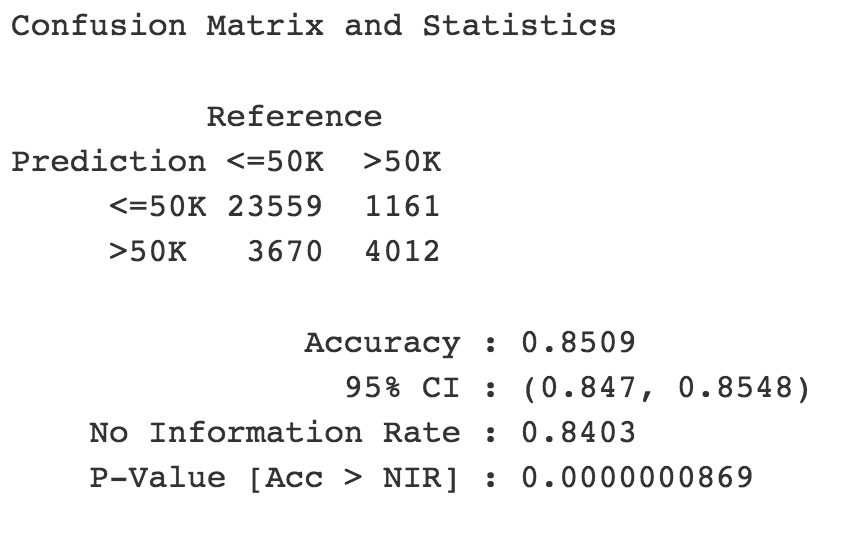 Confusion Matrix and Statistics
Reference
Prediction <=50K >50K
<=50K 23559 1161
>50K 3670 4012
Accuracy : 0.8509
95% CI : (0.847, 0.8548)
No Information Rate : 0.8403
P-Value [Acc > NIR] : 0.0000000869